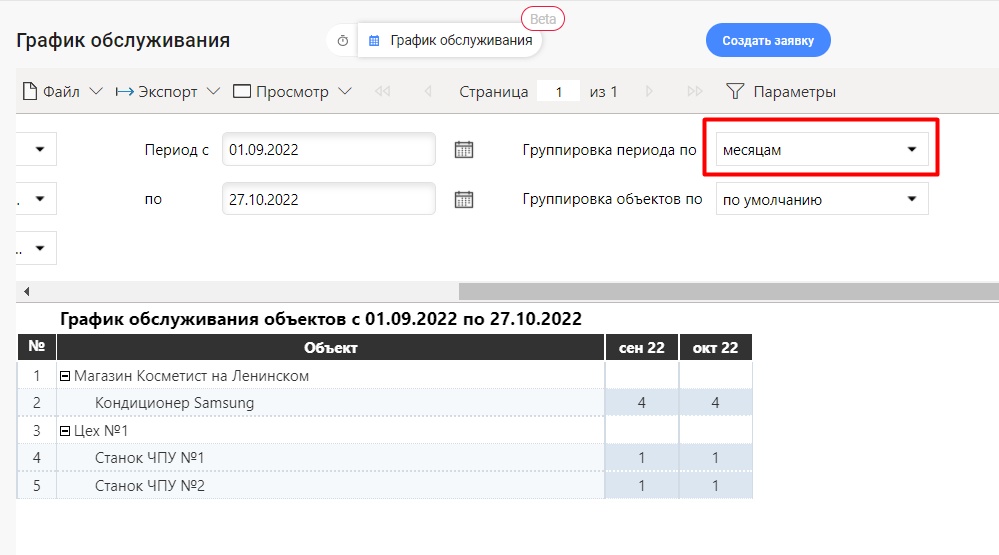 Beta
График обслуживания
График обслуживания
Создать заявку
Файл Экспорт Просмотр Страница 1 из 1 Параметры
Период с 01.09.2022 Группировка периода по месяцам
. по 27.10.2022 Группировка объектов по по умолчанию
..
График обслуживания объектов с 01.09.2022 по 27.10.2022
№ Объект сен 22 окт 22
1 Магазин Косметист на Ленинском
2 Кондиционер Samsung 4 4
3 Цех №1
4 Станок ЧПУ №1 1 1
5 Станок ЧПУ №2 1 1